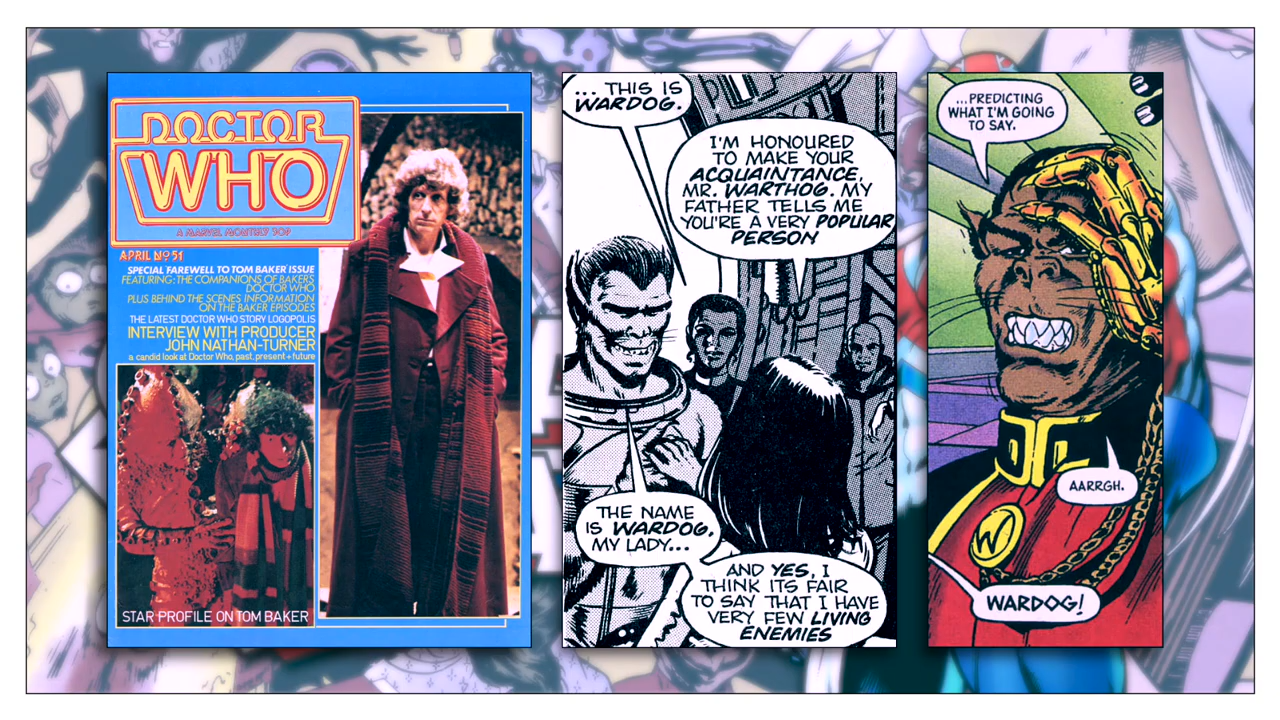 DOCTOR
WHO
A MARVEL MONTHLY 30P
APRIL Nº 51
SPECIAL FAREWELL TO TOM BAKER ISSUE
FEATURING: THE COMPANIONS OF BAKERS
DOCTOR WHO
PLUS BEHIND THE SCENES INFORMATION
ON THE BAKER EPISODES
THE LATEST DOCTOR WHO STORY LOGOPOLIS
INTERVIEW WITH PRODUCER
JOHN NATHAN-TURNER
a candid look at Doctor Who, past, present + future
STAR PROFILE ON TOM BAKER
... THIS IS
WARDOG.
I'M HONOURED
TO MAKE YOUR
ACQUAINTANCE,
MR. WARTHOG. MY
FATHER TELLS ME
YOU'RE A VERY POPULAR
PERSON
THE NAME
IS WARDOG,
MY LADY...
AND YES, I
THINK ITS FAIR
TO SAY THAT I HAVE
VERY FEW LIVING
ENEMIES
...PREDICTING
WHAT I'M GOING
TO SAY.
AARRGH.
W
WARDOG!